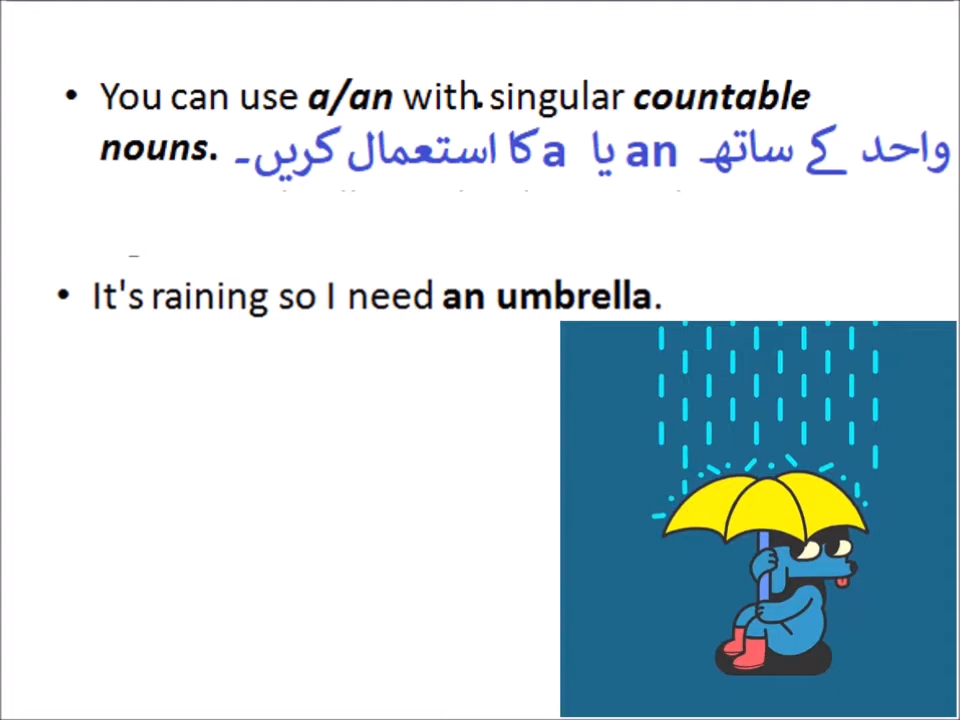 • You can use a/an with singular countable
nouns. واحد کے ساتھ an یا a کا استعمال کریں۔
• It's raining so I need an umbrella.